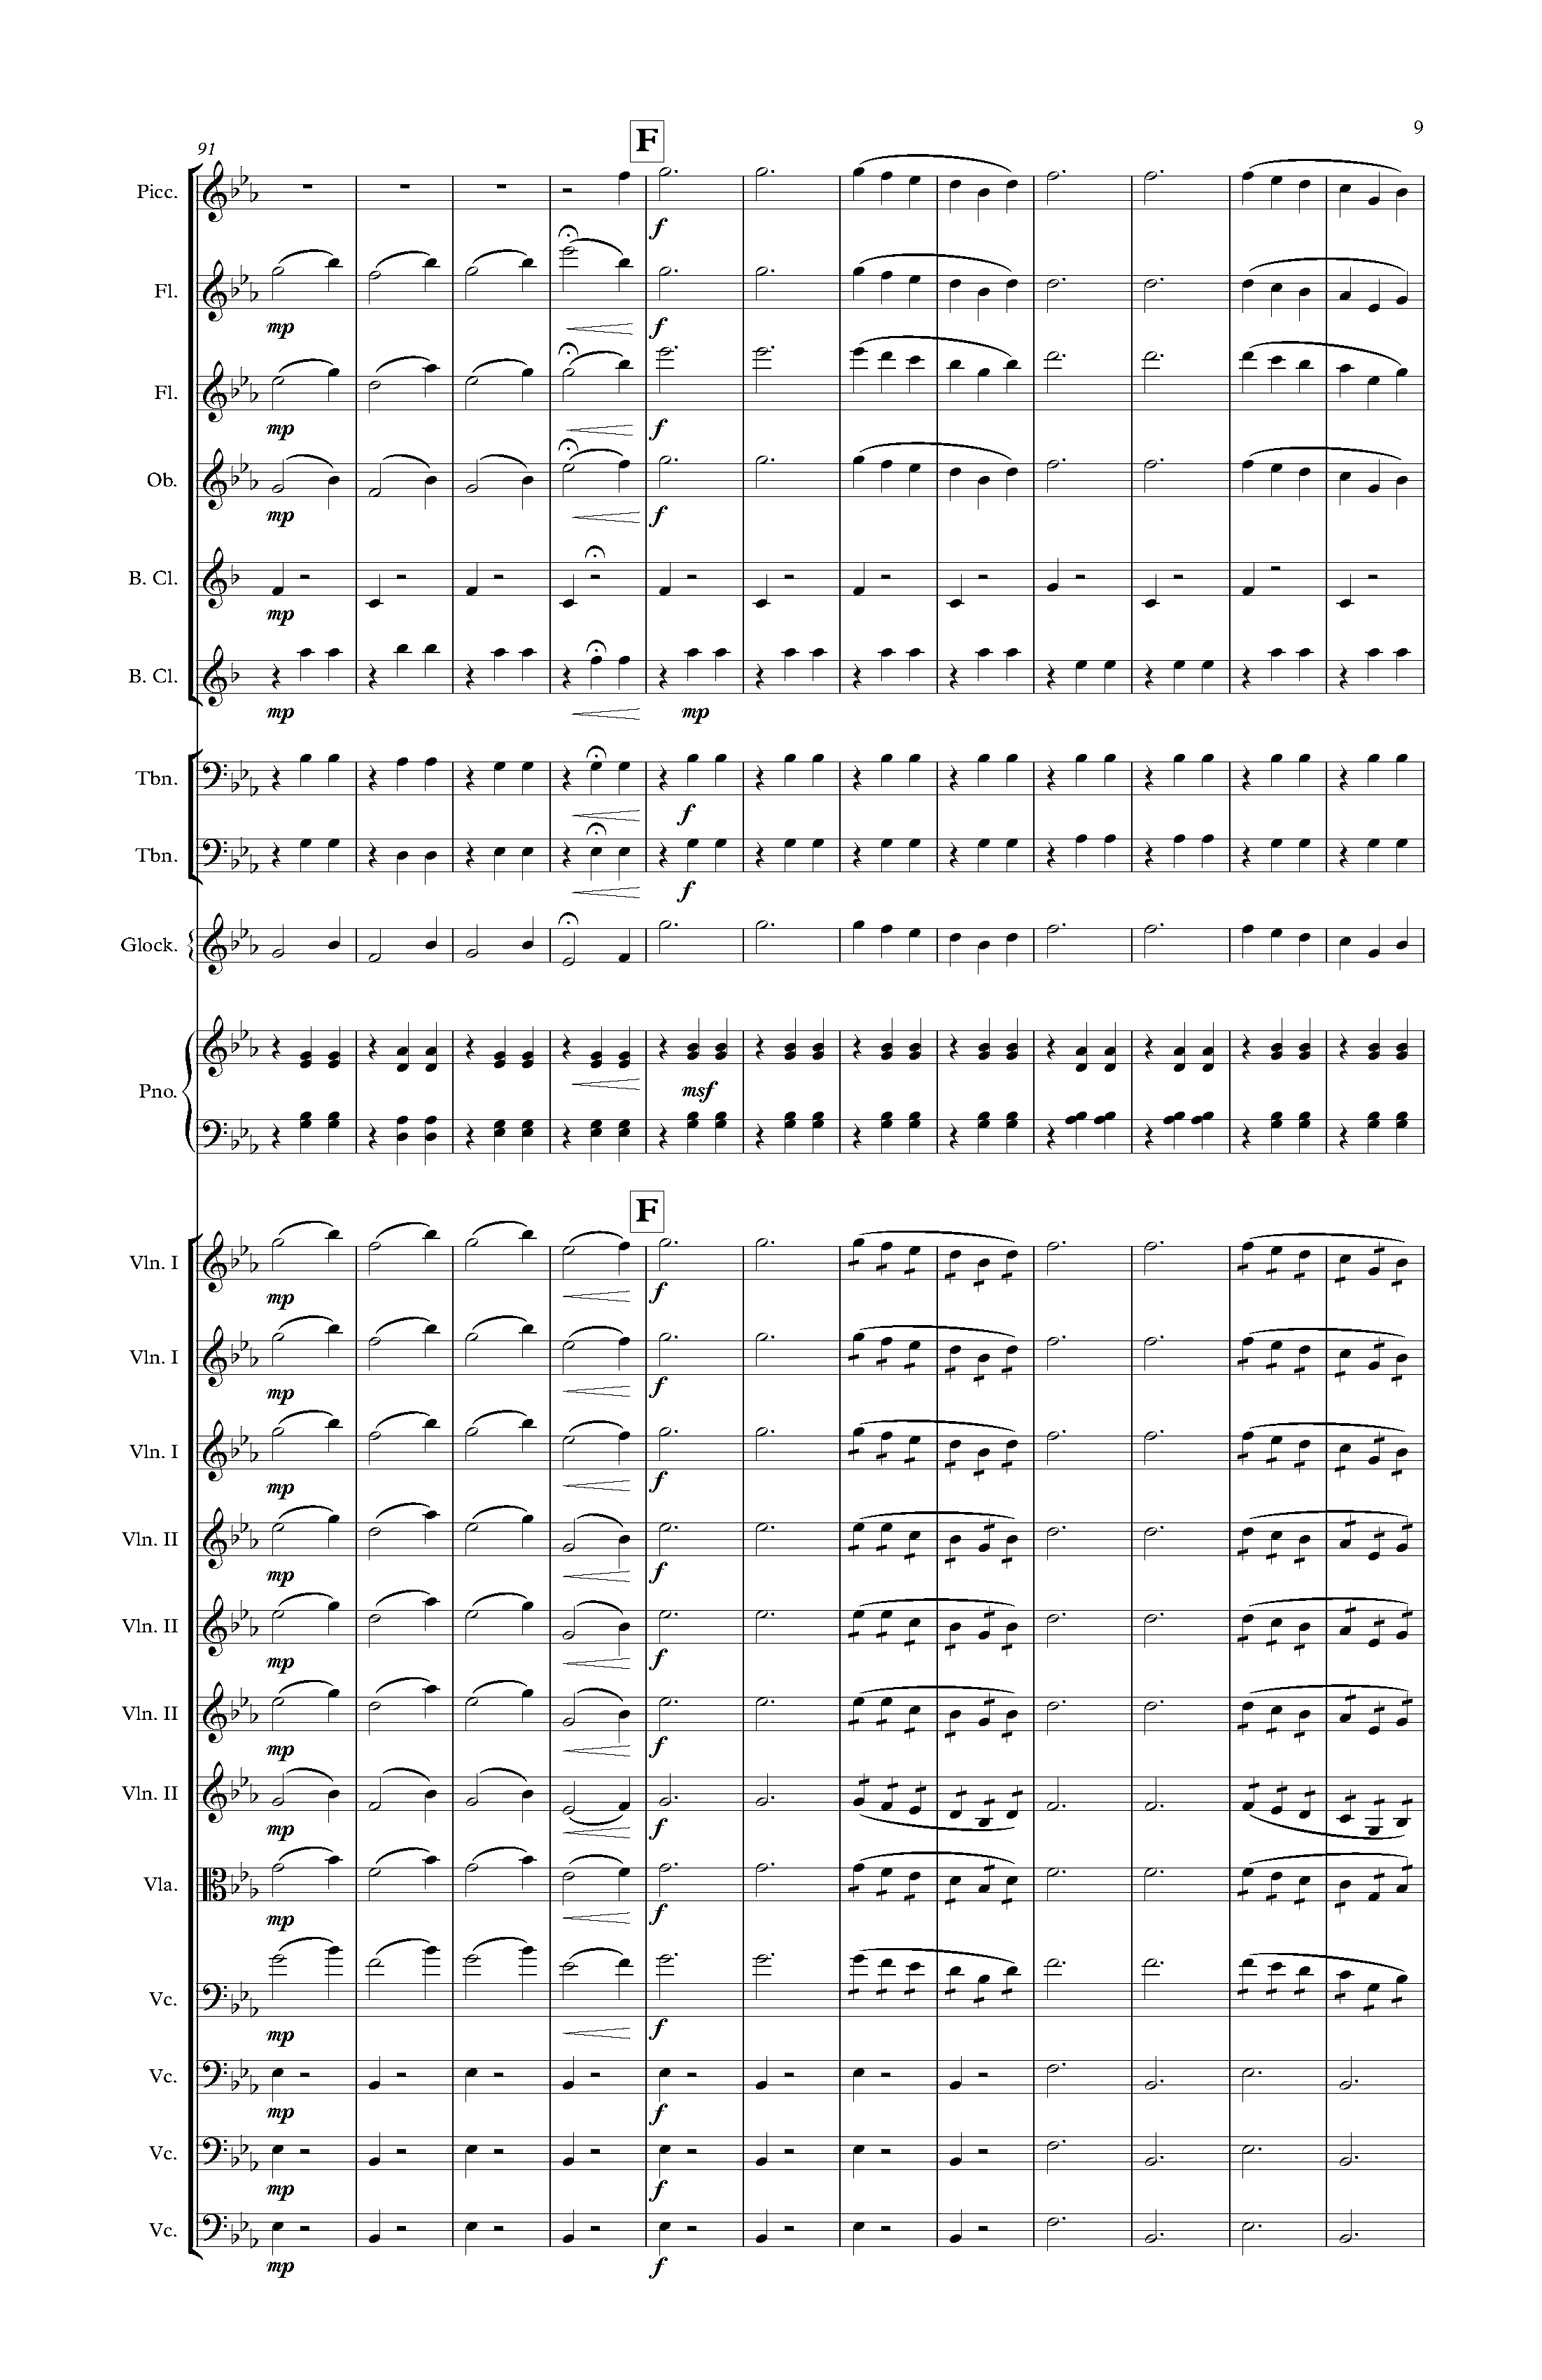 9
F
91
Picc.
f
Fl.
mp
f
Fl.
mp
f
Ob.
mp
f
B. Cl.
mp
B. Cl.
mp
mp
Tbn.
f
Tbn.
f
Glock.
Pno.
msf
F
Vln. I
mp
f
Vln. I
mp
f
Vln. I
mp
f
Vln. II
mp
f
Vln. II
mp
f
Vln. II
mp
f
Vln. II
mp
f
Vla.
mp
f
Vc.
mp
f
Vc.
mp
f
Vc.
mp
f
Vc.
mp
f